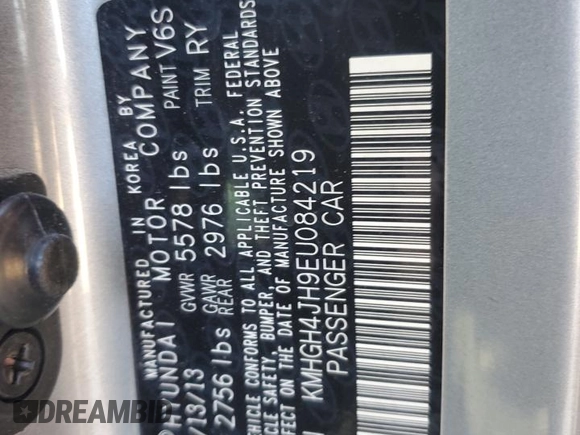 MANUFACTURED IN KOREA BY
HYUNDAI MOTOR COMPANY
/13/13 GVWR 5578 lbs PAINT V6S
2756 lbs GAWR REAR 2976 lbs TRIM RY
VEHICLE CONFORMS TO ALL APPLICABLE U.S.A. FEDERAL
SAFETY, BUMPER, AND THEFT PREVENTION STANDARDS
EFFECT ON THE DATE OF MANUFACTURE SHOWN ABOVE
KMHGH4JH9EU084219
PASSENGER CAR
DREAMBID